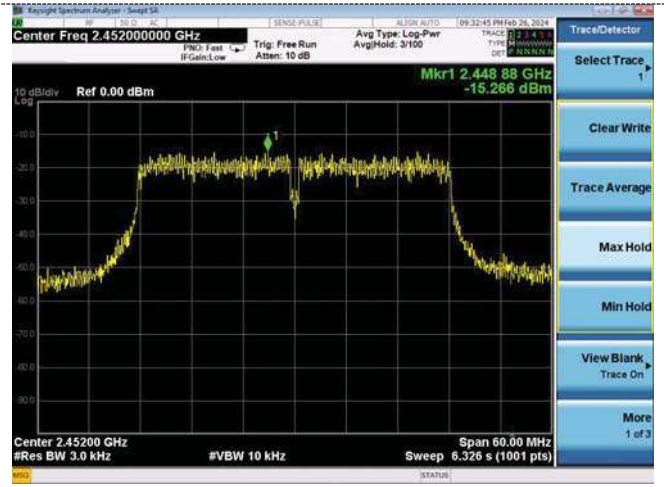 Keysight Spectrum Analyzer - Swept SA
RF 50 Ω AC SENSE:PULSE ALIGN AUTO 09:32:45 PM Feb 26, 2024
Center Freq 2.452000000 GHz
PNO: Fast
IFGain:Low
Trig: Free Run
Atten: 10 dB
Avg Type: Log-Pwr
Avg|Hold: 3/100
TRACE 1 2 3 4 5 6
TYPE M
DET P N N N N N
Mkr1 2.448 88 GHz
-15.266 dBm
10 dB/div Ref 0.00 dBm
Log
-10.0
-20.0
-30.0
-40.0
-50.0
-60.0
-70.0
-80.0
1
Center 2.45200 GHz
#Res BW 3.0 kHz
#VBW 10 kHz
Span 60.00 MHz
Sweep 6.326 s (1001 pts)
MSG
STATUS
Trace/Detector
Select Trace
1
Clear Write
Trace Average
Max Hold
Min Hold
View Blank
Trace On
More
1 of 3